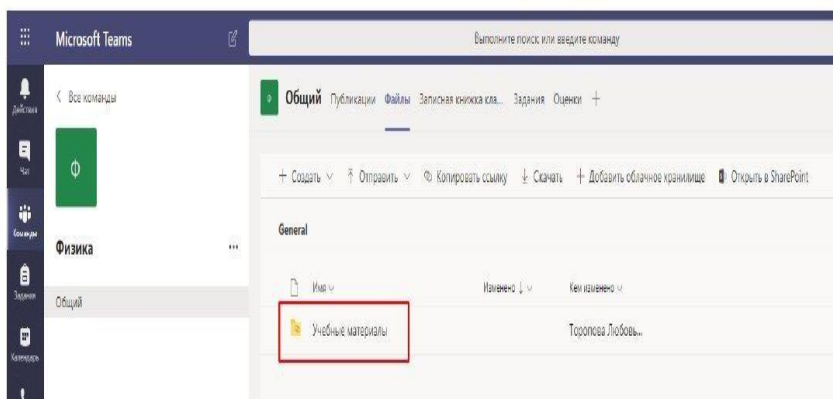 Microsoft Teams
Выполните поиск или введите команду
Действия
Чат
Команды
Задания
Календарь
< Все команды
Ф
Физика ...
Общий
Ф Общий Публикации Файлы Записная книжка кла... Задания Оценки +
+ Создать Отправить Копировать ссылку Скачать + Добавить облачное хранилище Открыть в SharePoint
General
Имя Изменено ↓ Кем изменено
Учебные материалы Торопова Любовь...